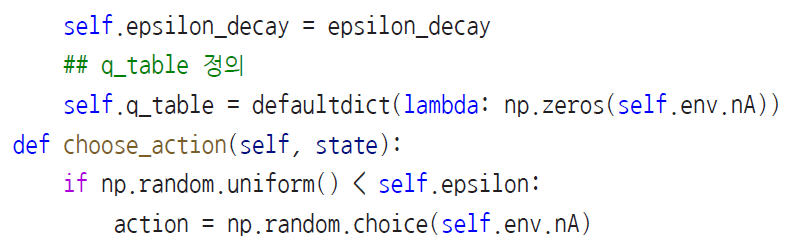 self.epsilon_decay = epsilon_decay
## q_table 정의
self.q_table = defaultdict(lambda: np.zeros(self.env.nA))
def choose_action(self, state):
if np.random.uniform() < self.epsilon:
action = np.random.choice(self.env.nA)